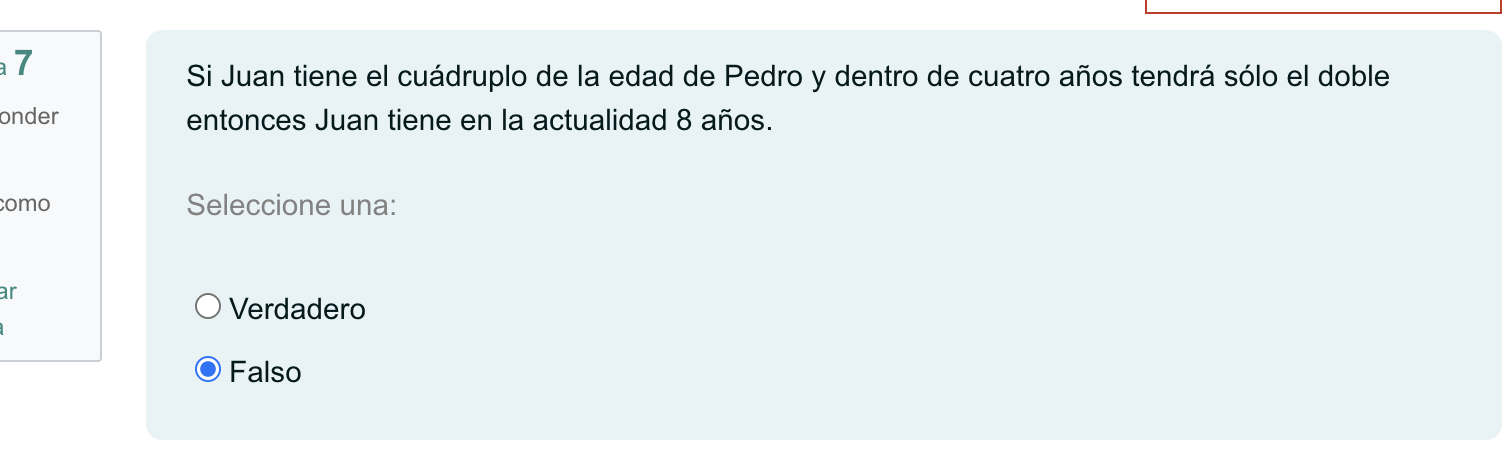 a 7
onder
como
ar
a
Si Juan tiene el cuádruplo de la edad de Pedro y dentro de cuatro años tendrá sólo el doble
entonces Juan tiene en la actualidad 8 años.
Seleccione una:
Verdadero
Falso